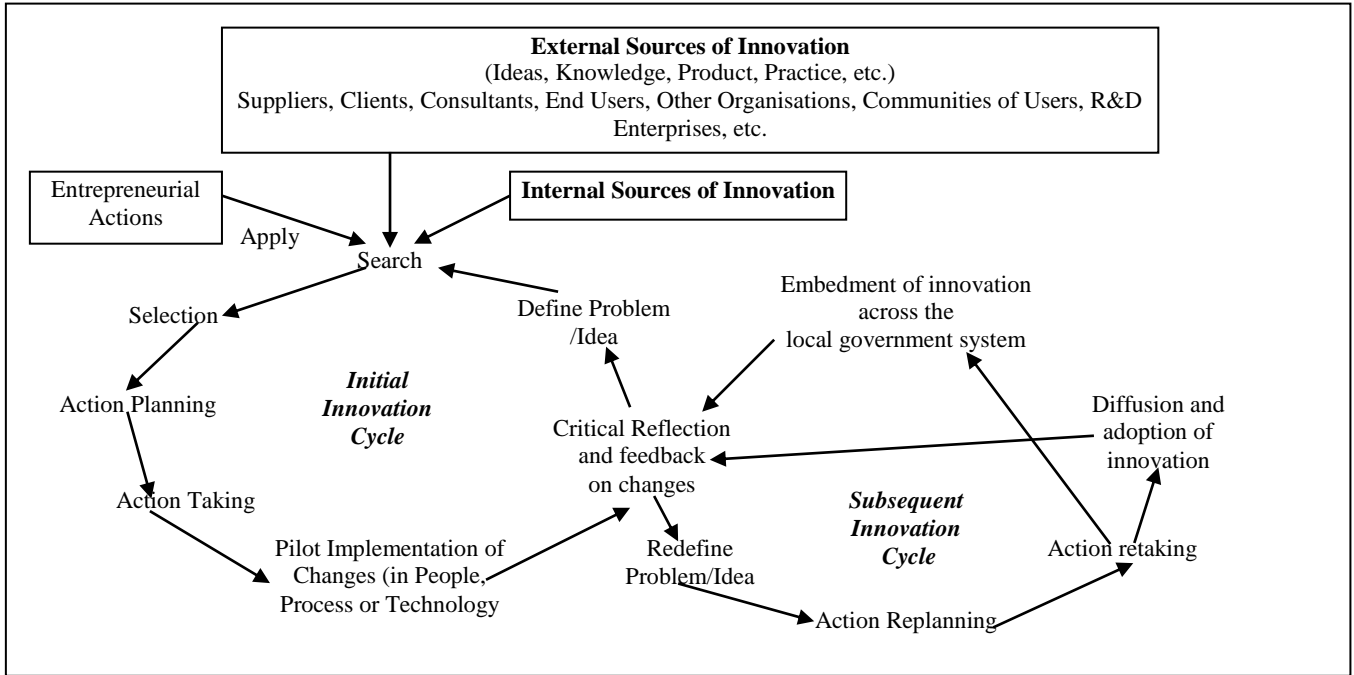 External Sources of Innovation
(Ideas, Knowledge, Product, Practice, etc.)
Suppliers, Clients, Consultants, End Users, Other Organisations, Communities of Users, R&D
Enterprises, etc.
Entrepreneurial
Actions
Internal Sources of Innovation
Apply
Search
Selection
Define Problem
/Idea
Embedment of innovation
across the
local government system
Action Planning
Initial
Innovation
Cycle
Critical Reflection
and feedback
on changes
Diffusion and
adoption of
innovation
Action Taking
Subsequent
Innovation
Cycle
Pilot Implementation of
Changes (in People,
Process or Technology
Redefine
Problem/Idea
Action retaking
Action Replanning